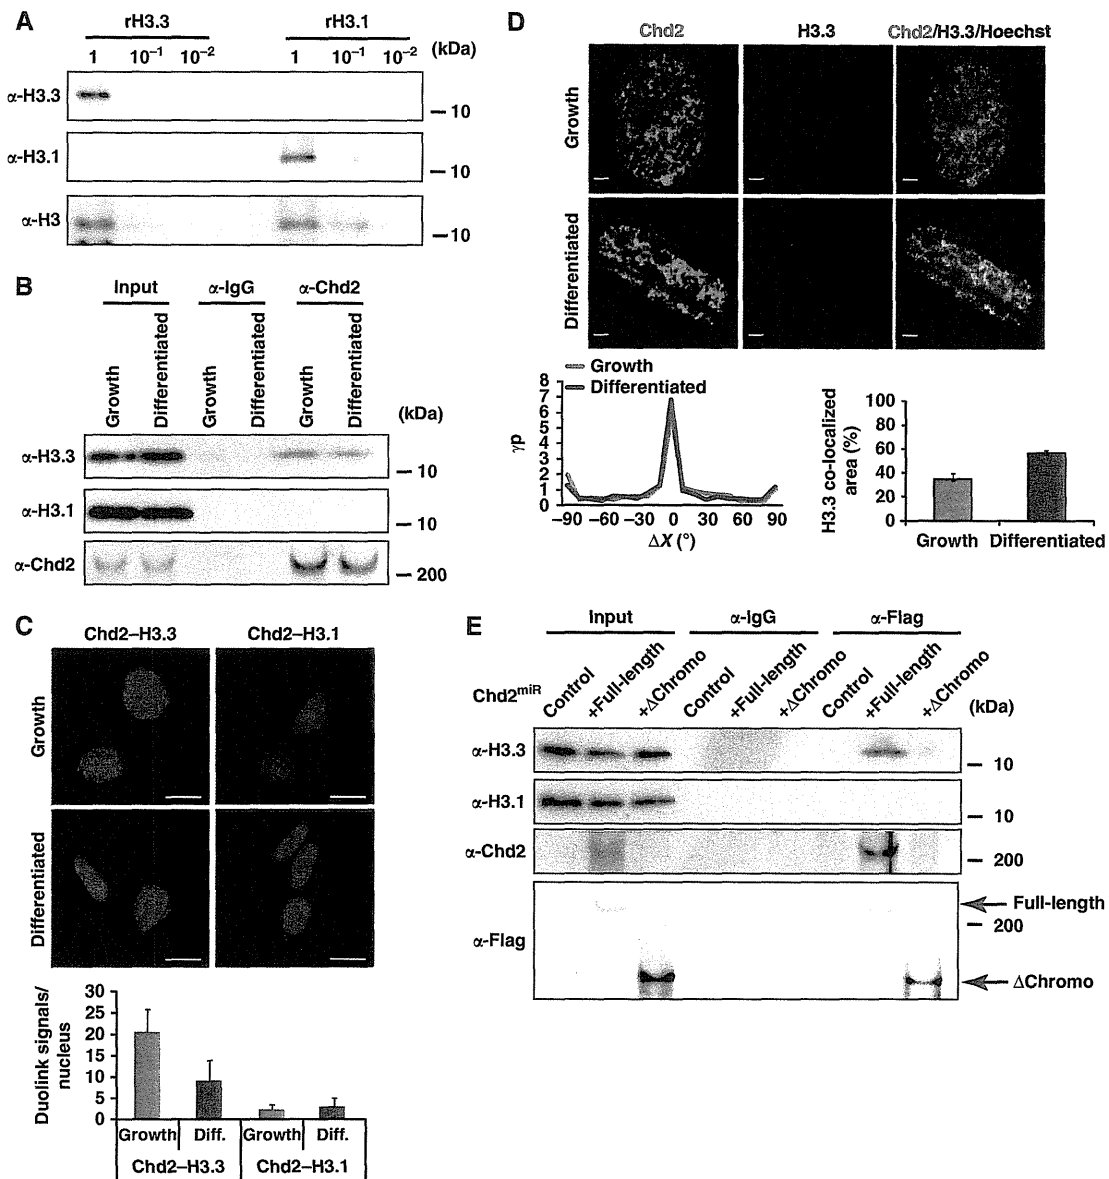 A
rH3.3 rH3.1
1 10⁻¹ 10⁻² 1 10⁻¹ 10⁻² (kDa)
α-H3.3
10
α-H3.1
10
α-H3
10
B
Input α-IgG α-Chd2
Growth Differentiated Growth Differentiated Growth Differentiated
(kDa)
α-H3.3
10
α-H3.1
10
α-Chd2
200
C
Chd2–H3.3 Chd2–H3.1
Growth
Differentiated
Duolink signals/
nucleus
30
25
20
15
10
5
0
Growth Diff. Growth Diff.
Chd2–H3.3 Chd2–H3.1
D
Chd2 H3.3 Chd2/H3.3/Hoechst
Growth
Differentiated
Growth
Differentiated
γp
8
7
6
5
4
3
2
1
0
–90 –60 –30 0 30 60 90
ΔX (°)
H3.3 co-localized
area (%)
100
80
60
40
20
0
Growth Differentiated
E
Input α-IgG α-Flag
Chd2ᵐⁱᴿ Control +Full-length +ΔChromo Control +Full-length +ΔChromo Control +Full-length +ΔChromo (kDa)
α-H3.3
10
α-H3.1
10
α-Chd2
200
α-Flag
Full-length
200
ΔChromo